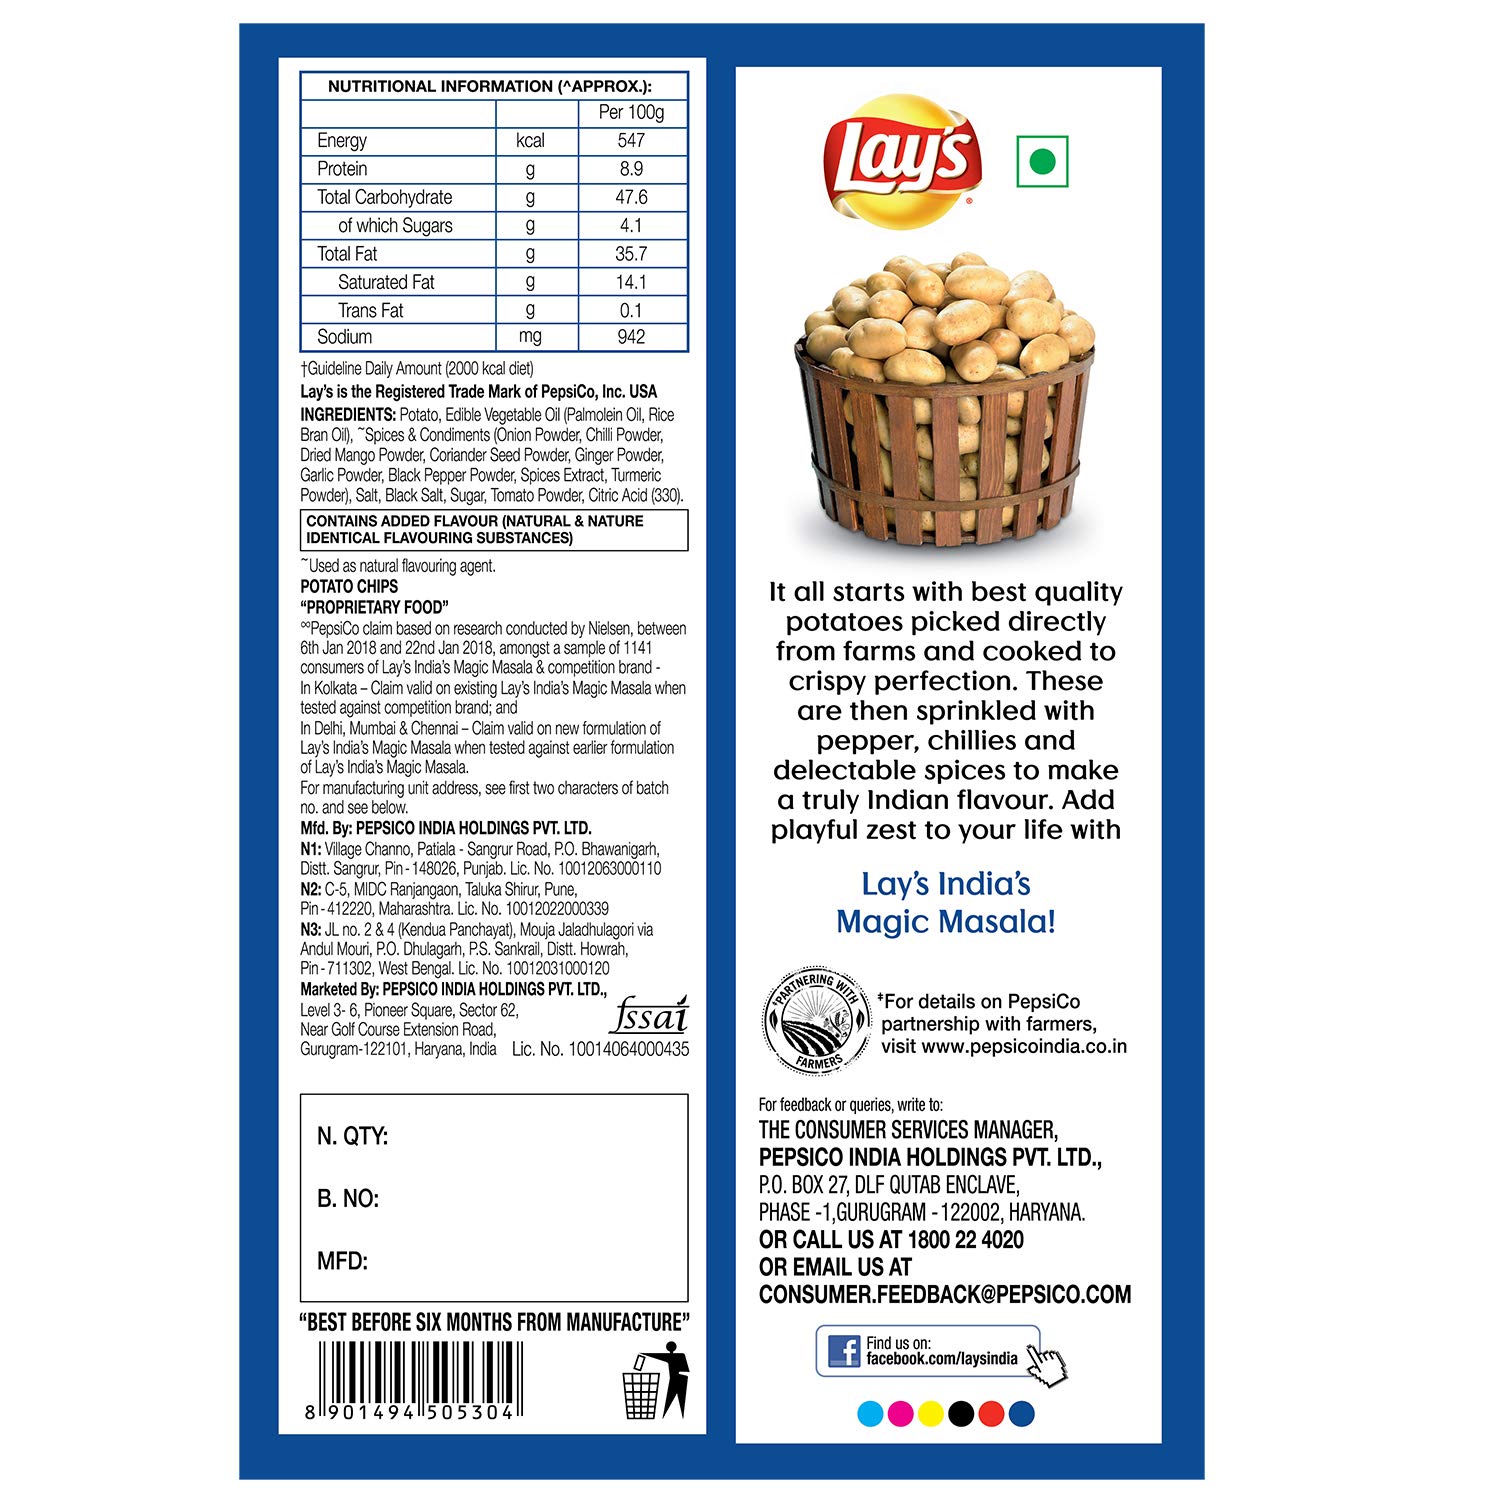 NUTRITIONAL INFORMATION (^APPROX.):
Per 100g
Energy kcal 547
Protein g 8.9
Total Carbohydrate g 47.6
of which Sugars g 4.1
Total Fat g 35.7
Saturated Fat g 14.1
Trans Fat g 0.1
Sodium mg 942
†Guideline Daily Amount (2000 kcal diet)
Lay's is the Registered Trade Mark of PepsiCo, Inc. USA
INGREDIENTS: Potato, Edible Vegetable Oil (Palmolein Oil, Rice
Bran Oil), ~Spices & Condiments (Onion Powder, Chilli Powder,
Dried Mango Powder, Coriander Seed Powder, Ginger Powder,
Garlic Powder, Black Pepper Powder, Spices Extract, Turmeric
Powder), Salt, Black Salt, Sugar, Tomato Powder, Citric Acid (330).
CONTAINS ADDED FLAVOUR (NATURAL & NATURE
IDENTICAL FLAVOURING SUBSTANCES)
~Used as natural flavouring agent.
POTATO CHIPS
“PROPRIETARY FOOD”
∞PepsiCo claim based on research conducted by Nielsen, between
6th Jan 2018 and 22nd Jan 2018, amongst a sample of 1141
consumers of Lay's India's Magic Masala & competition brand -
In Kolkata – Claim valid on existing Lay's India's Magic Masala when
tested against competition brand; and
In Delhi, Mumbai & Chennai – Claim valid on new formulation of
Lay's India's Magic Masala when tested against earlier formulation
of Lay's India's Magic Masala.
For manufacturing unit address, see first two characters of batch
no. and see below.
Mfd. By: PEPSICO INDIA HOLDINGS PVT. LTD.
N1: Village Channo, Patiala - Sangrur Road, P.O. Bhawanigarh,
Distt. Sangrur, Pin - 148026, Punjab. Lic. No. 10012063000110
N2: C-5, MIDC Ranjangaon, Taluka Shirur, Pune,
Pin - 412220, Maharashtra. Lic. No. 10012022000339
N3: JL no. 2 & 4 (Kendua Panchayat), Mouja Jaladhulagori via
Andul Mouri, P.O. Dhulagarh, P.S. Sankrail, Distt. Howrah,
Pin - 711302, West Bengal. Lic. No. 10012031000120
Marketed By: PEPSICO INDIA HOLDINGS PVT. LTD.,
Level 3- 6, Pioneer Square, Sector 62,
Near Golf Course Extension Road,
Gurugram-122101, Haryana, India
fssai
Lic. No. 10014064000435
N. QTY:
B. NO:
MFD:
“BEST BEFORE SIX MONTHS FROM MANUFACTURE”
8 901494 505304
Lay's
®
It all starts with best quality
potatoes picked directly
from farms and cooked to
crispy perfection. These
are then sprinkled with
pepper, chillies and
delectable spices to make
a truly Indian flavour. Add
playful zest to your life with
Lay's India's
Magic Masala!
‡PARTNERING WITH
FARMERS
‡For details on PepsiCo
partnership with farmers,
visit www.pepsicoindia.co.in
For feedback or queries, write to:
THE CONSUMER SERVICES MANAGER,
PEPSICO INDIA HOLDINGS PVT. LTD.,
P.O. BOX 27, DLF QUTAB ENCLAVE,
PHASE -1,GURUGRAM - 122002, HARYANA.
OR CALL US AT 1800 22 4020
OR EMAIL US AT
CONSUMER.FEEDBACK@PEPSICO.COM
f
Find us on:
facebook.com/laysindia